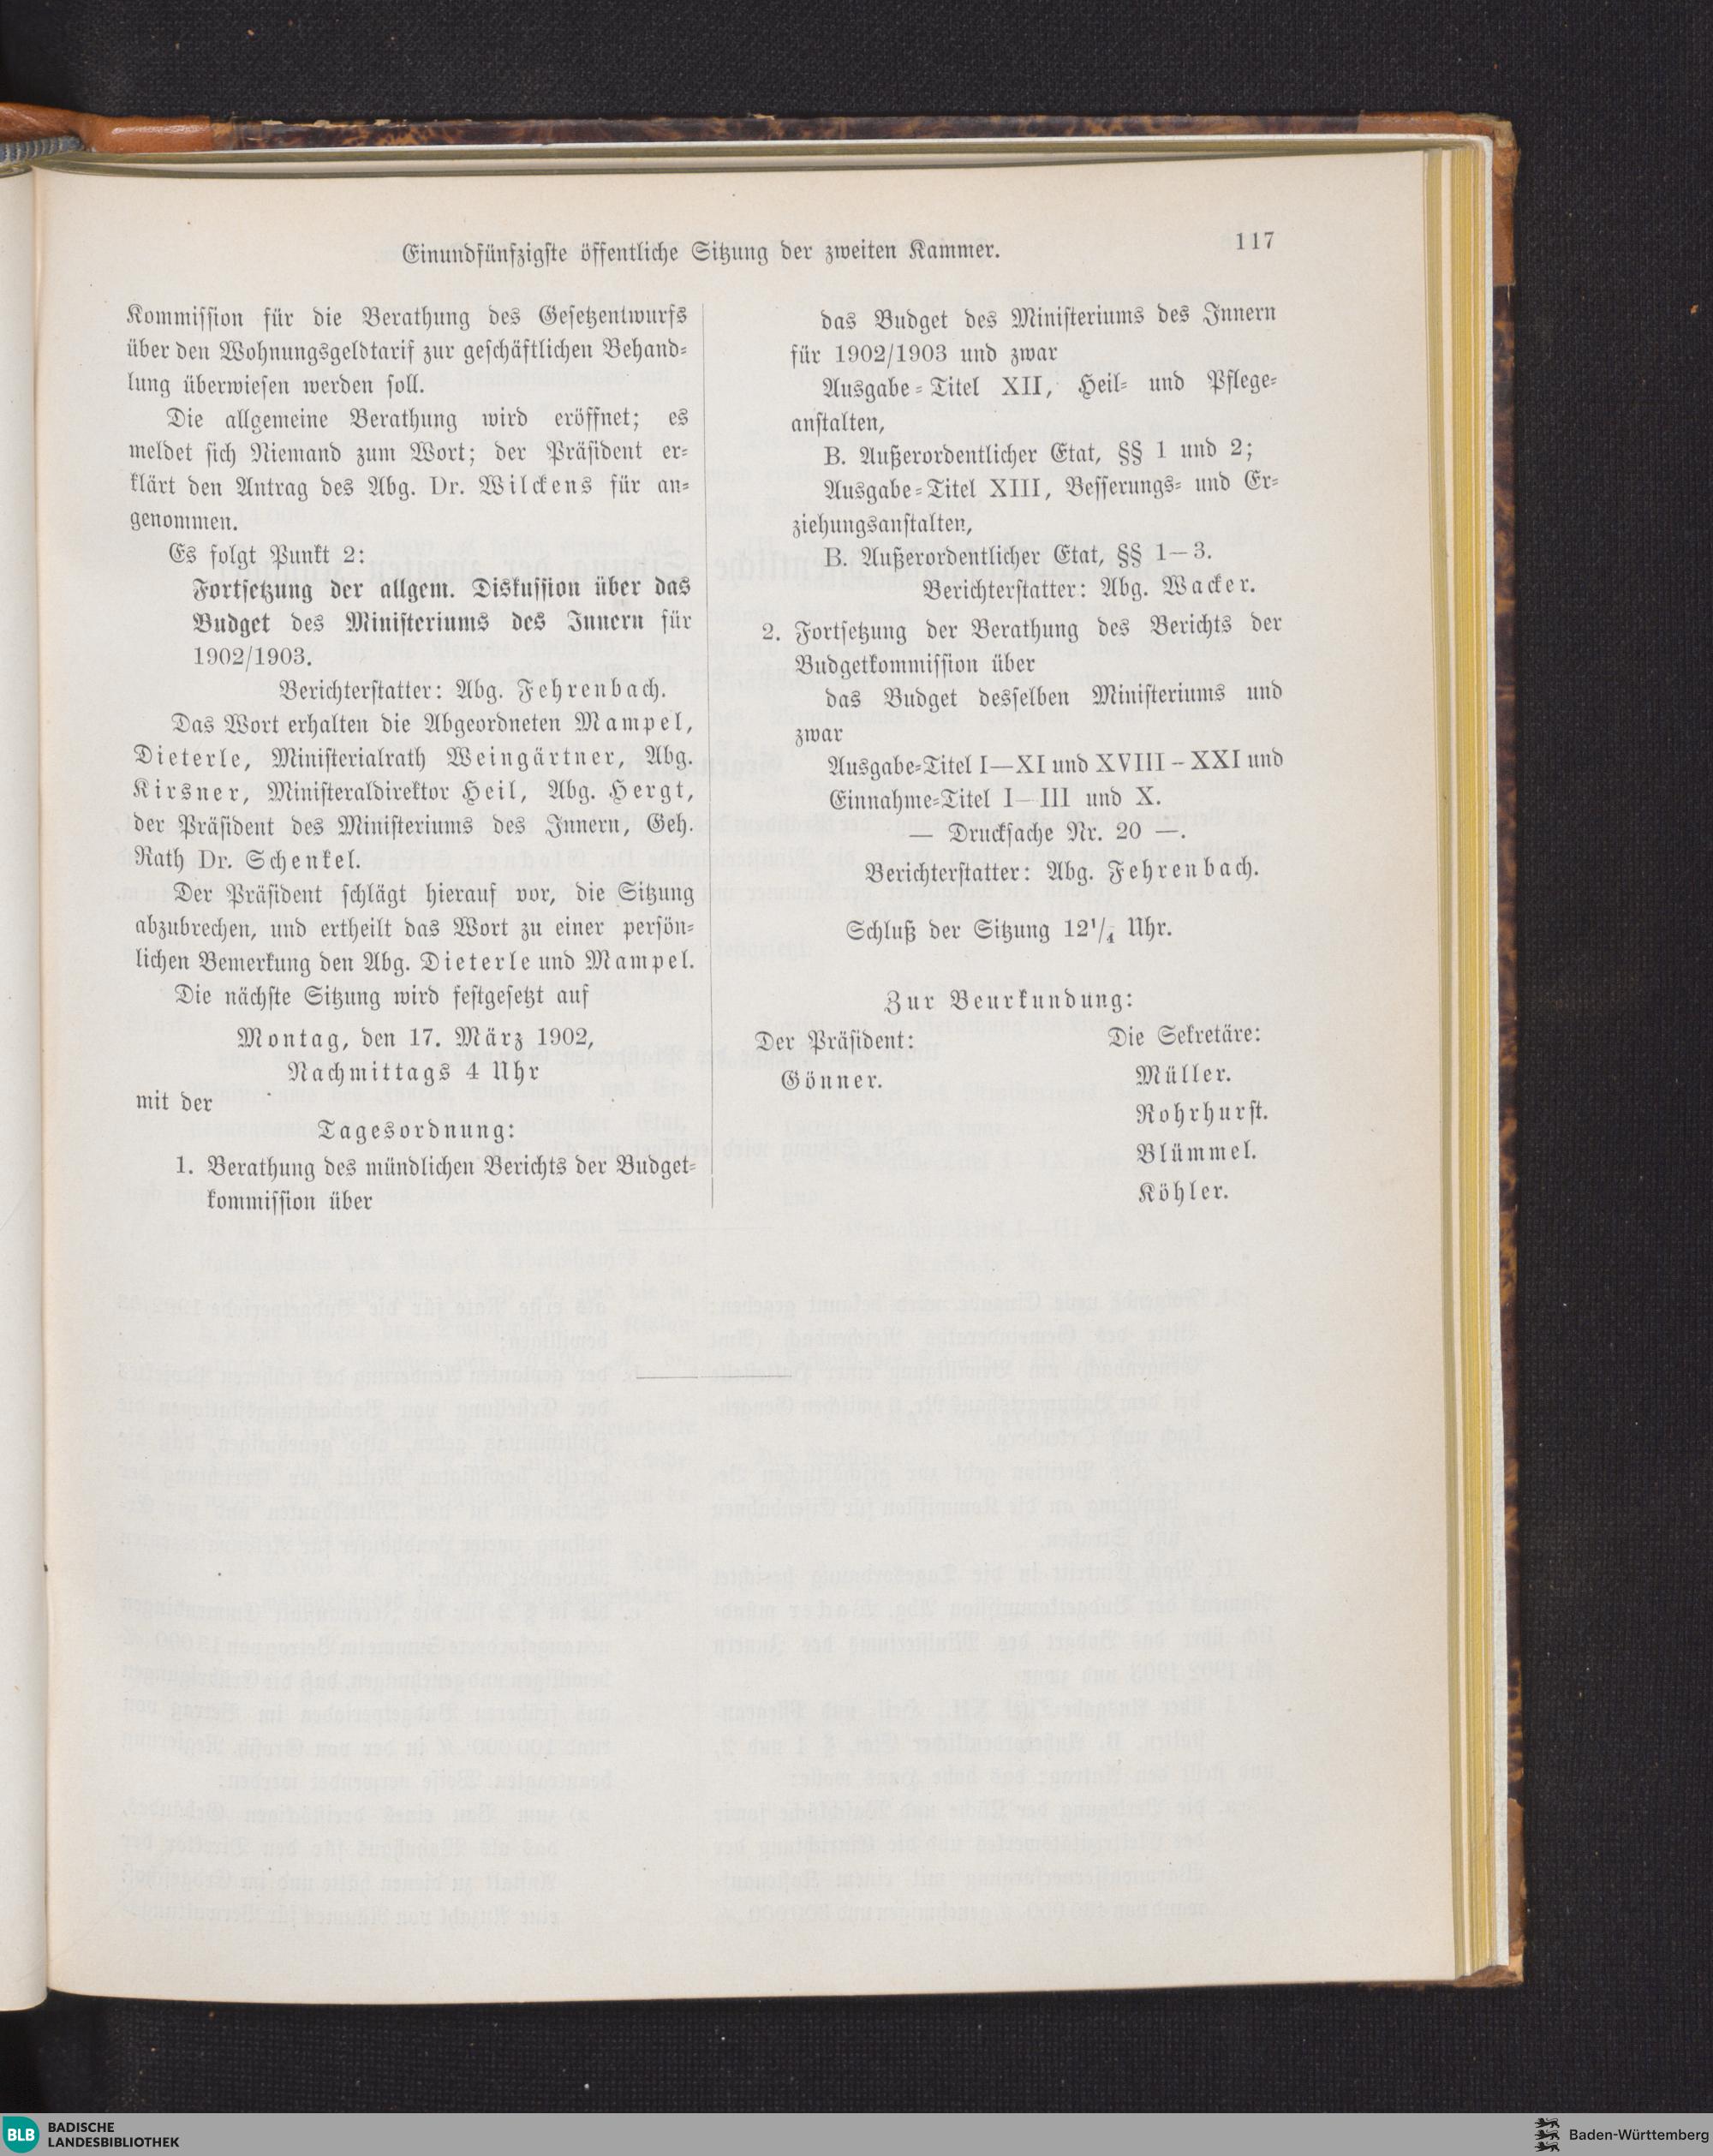 Einundfünfzigste öffentliche Sitzung der zweiten Kammer.
117
Kommission für die Berathung des Gesetzentwurfs
über den Wohnungsgeldtarif zur geschäftlichen Behand-
lung überwiesen werden soll.
Die allgemeine Berathung wird eröffnet; es
meldet sich Niemand zum Wort; der Präsident er-
klärt den Antrag des Abg. Dr. Wilckens für an-
genommen.
Es folgt Punkt 2:
Fortsetzung der allgem. Diskussion über das
Budget des Ministeriums des Innern für
1902/1903.
Berichterstatter: Abg. Fehrenbach.
Das Wort erhalten die Abgeordneten Mampel,
Dieterle, Ministerialrath Weingärtner, Abg.
Kirsner, Ministeraldirektor Heil, Abg. Hergt,
der Präsident des Ministeriums des Innern, Geh.
Rath Dr. Schenkel.
Der Präsident schlägt hierauf vor, die Sitzung
abzubrechen, und ertheilt das Wort zu einer persön-
lichen Bemerkung den Abg. Dieterle und Mampel.
Die nächste Sitzung wird festgesetzt auf
Montag, den 17. März 1902,
Nachmittags 4 Uhr
mit der
Tagesordnung:
1. Berathung des mündlichen Berichts der Budget-
kommission über
das Budget des Ministeriums des Innern
für 1902/1903 und zwar
Ausgabe-Titel XII, Heil- und Pflege-
anstalten,
B. Außerordentlicher Etat, §§ 1 und 2;
Ausgabe-Titel XIII, Besserungs- und Er-
ziehungsanstalten,
B. Außerordentlicher Etat, §§ 1–3.
Berichterstatter: Abg. Wacker.
2. Fortsetzung der Berathung des Berichts der
Budgetkommission über
das Budget desselben Ministeriums und
zwar
Ausgabe-Titel I—XI und XVIII–XXI und
Einnahme-Titel I–III und X.
— Drucksache Nr. 20 —.
Berichterstatter: Abg. Fehrenbach.
Schluß der Sitzung 12¼ Uhr.
Zur Beurkundung:
Der Präsident:
Gönner.
Die Sekretäre:
Müller.
Rohrhurst.
Blümmel.
Köhler.
BLB BADISCHE
LANDESBIBLIOTHEK
Baden-Württemberg